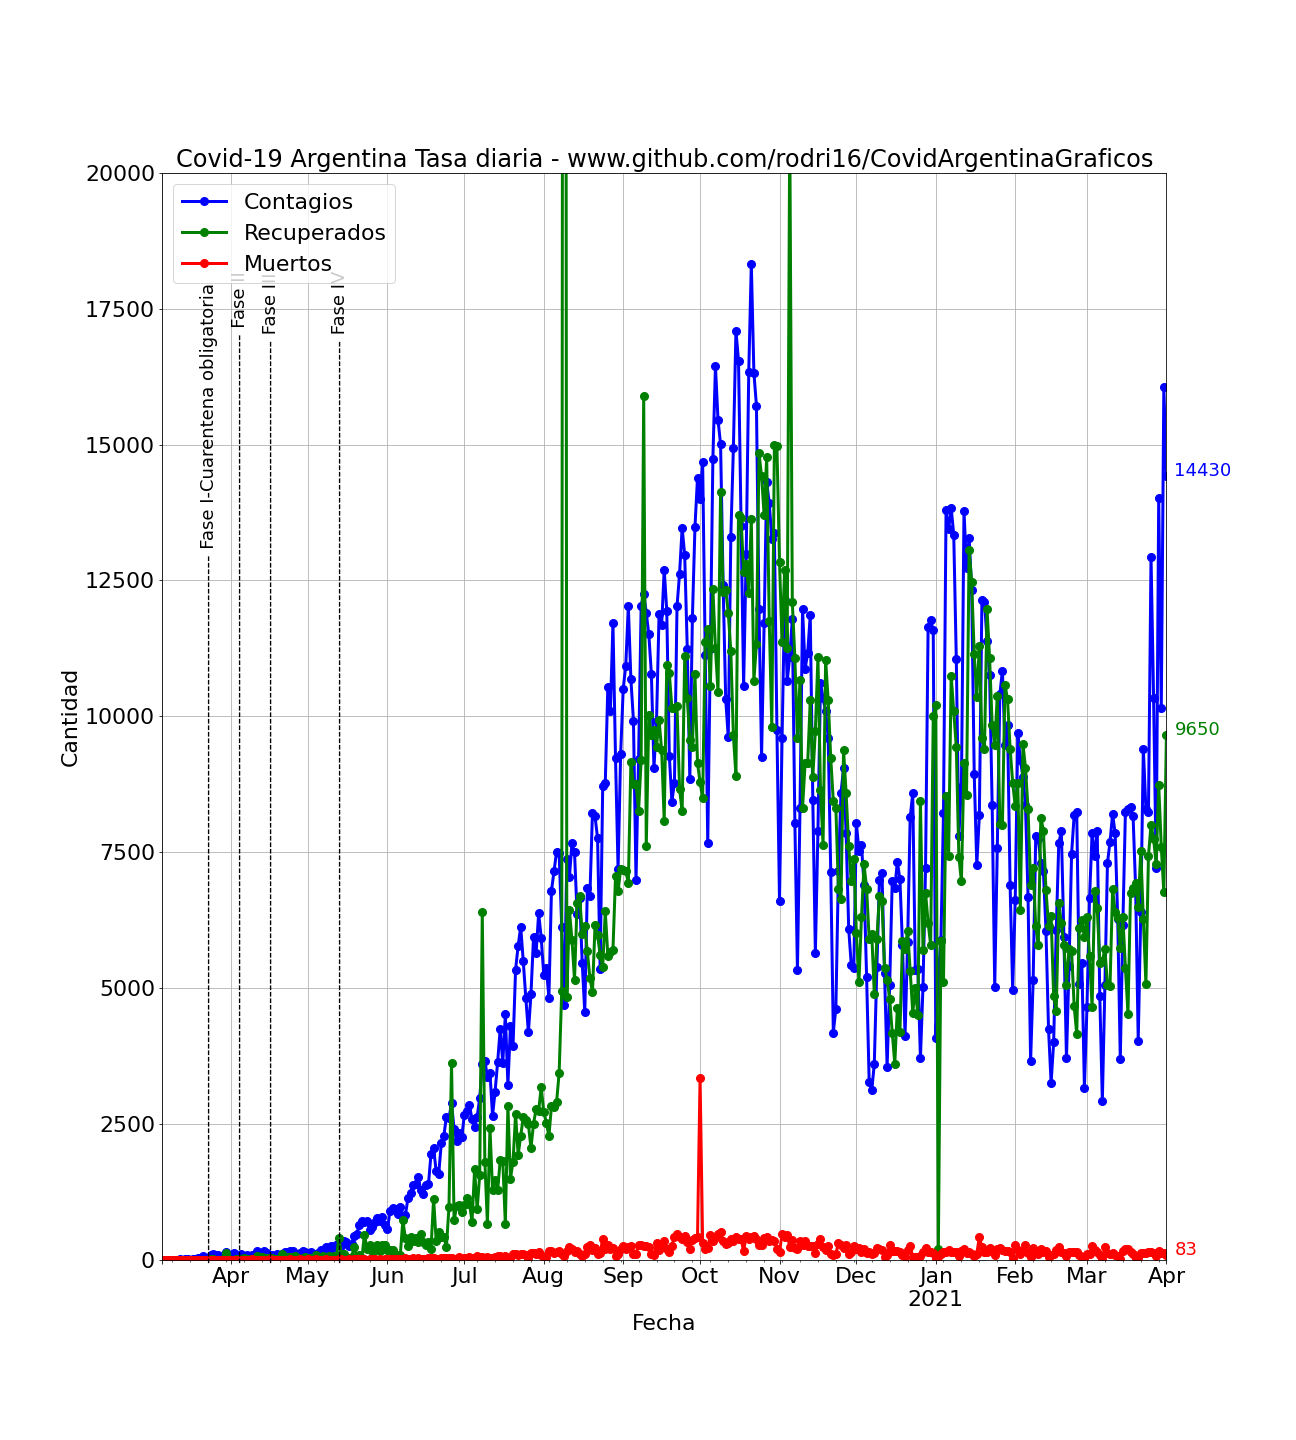 Covid-19 Argentina Tasa diaria - www.github.com/rodri16/CovidArgentinaGraficos
20000
17500
15000
12500
10000
7500
5000
2500
0
Cantidad
Contagios
Recuperados
Muertos
Fase I-Cuarentena obligatoria
Fase II
Fase III
Fase IV
14430
9650
83
Apr May Jun Jul Aug Sep Oct Nov Dec Jan Feb Mar Apr
2021
Fecha